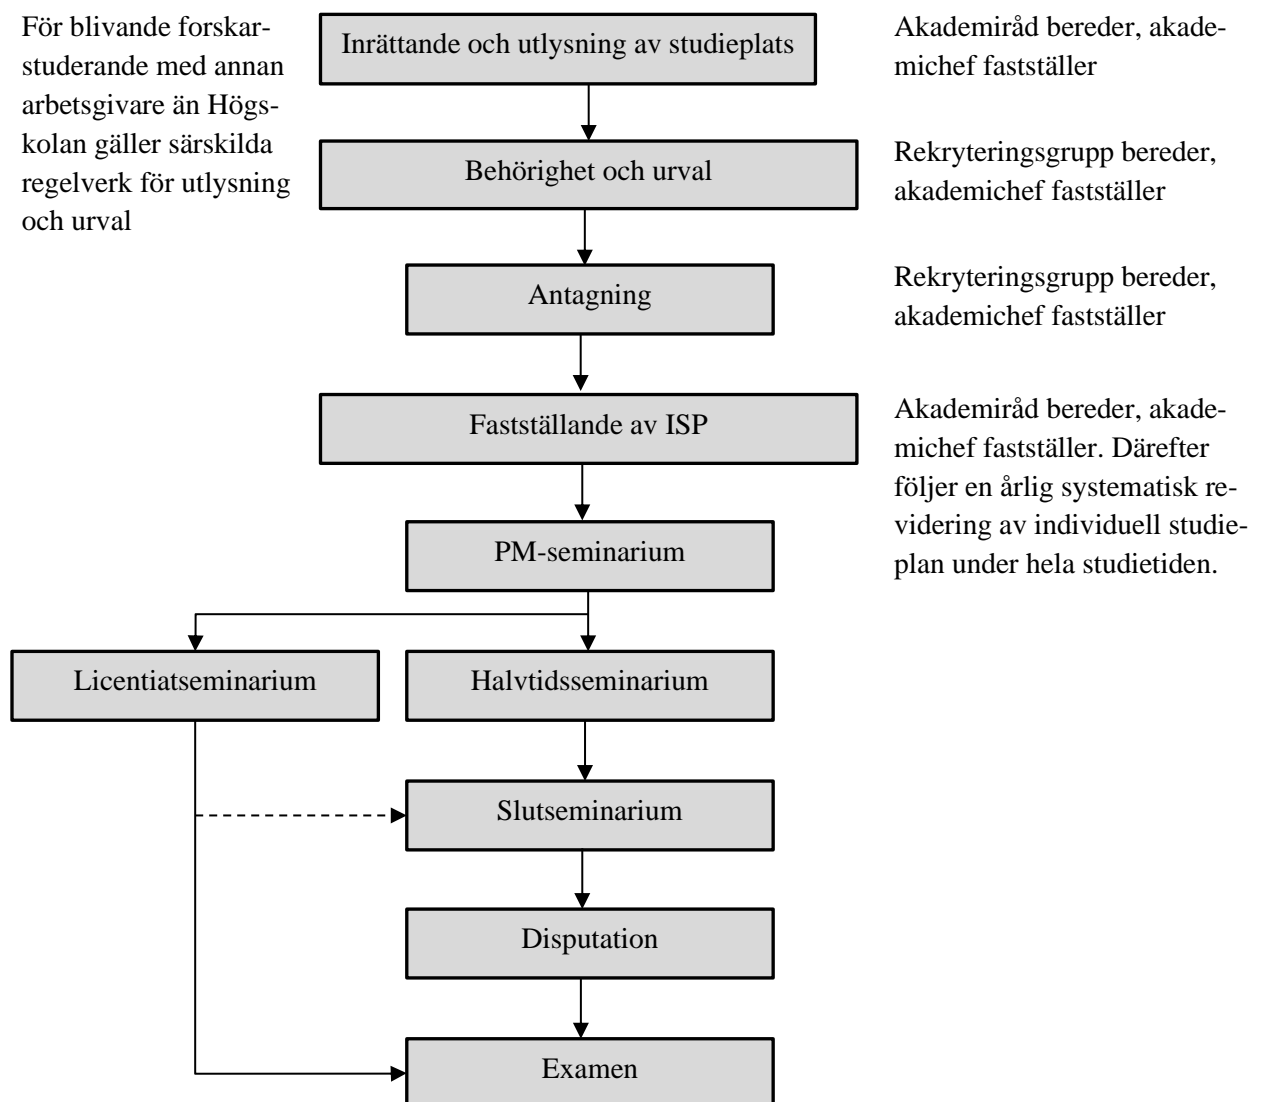 För blivande forskar-
studerande med annan
arbetsgivare än Högs-
kolan gäller särskilda
regelverk för utlysning
och urval
Inrättande och utlysning av studieplats
Akademiråd bereder, akade-
michef fastställer
Behörighet och urval
Rekryteringsgrupp bereder,
akademichef fastställer
Antagning
Rekryteringsgrupp bereder,
akademichef fastställer
Fastställande av ISP
Akademiråd bereder, akade-
michef fastställer. Därefter
följer en årlig systematisk re-
videring av individuell studie-
plan under hela studietiden.
PM-seminarium
Licentiatseminarium
Halvtidsseminarium
Slutseminarium
Disputation
Examen